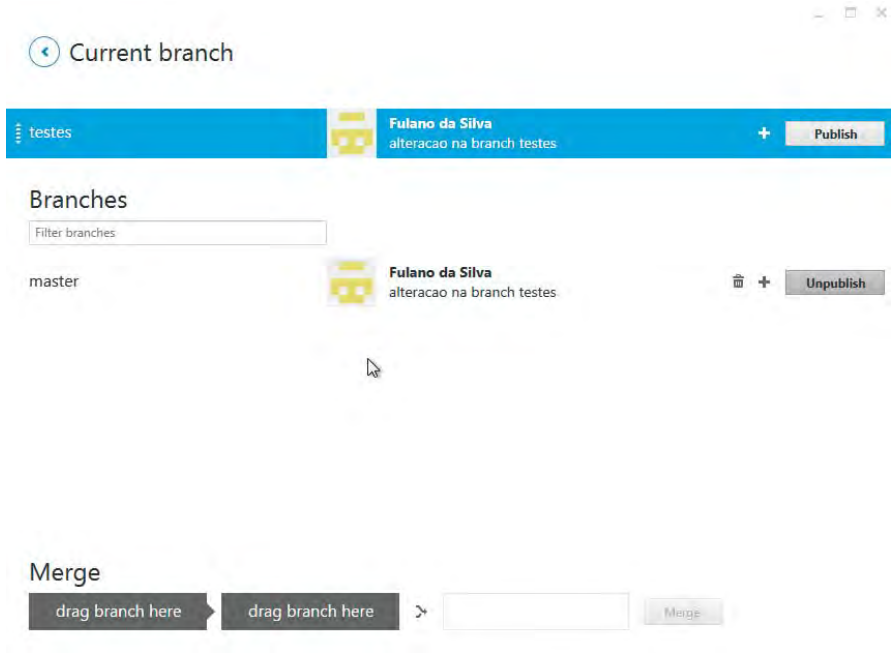 Current branch
testes
Fulano da Silva
alteracao na branch testes
Publish
Branches
Filter branches
master
Fulano da Silva
alteracao na branch testes
Unpublish
Merge
drag branch here
drag branch here
Merge